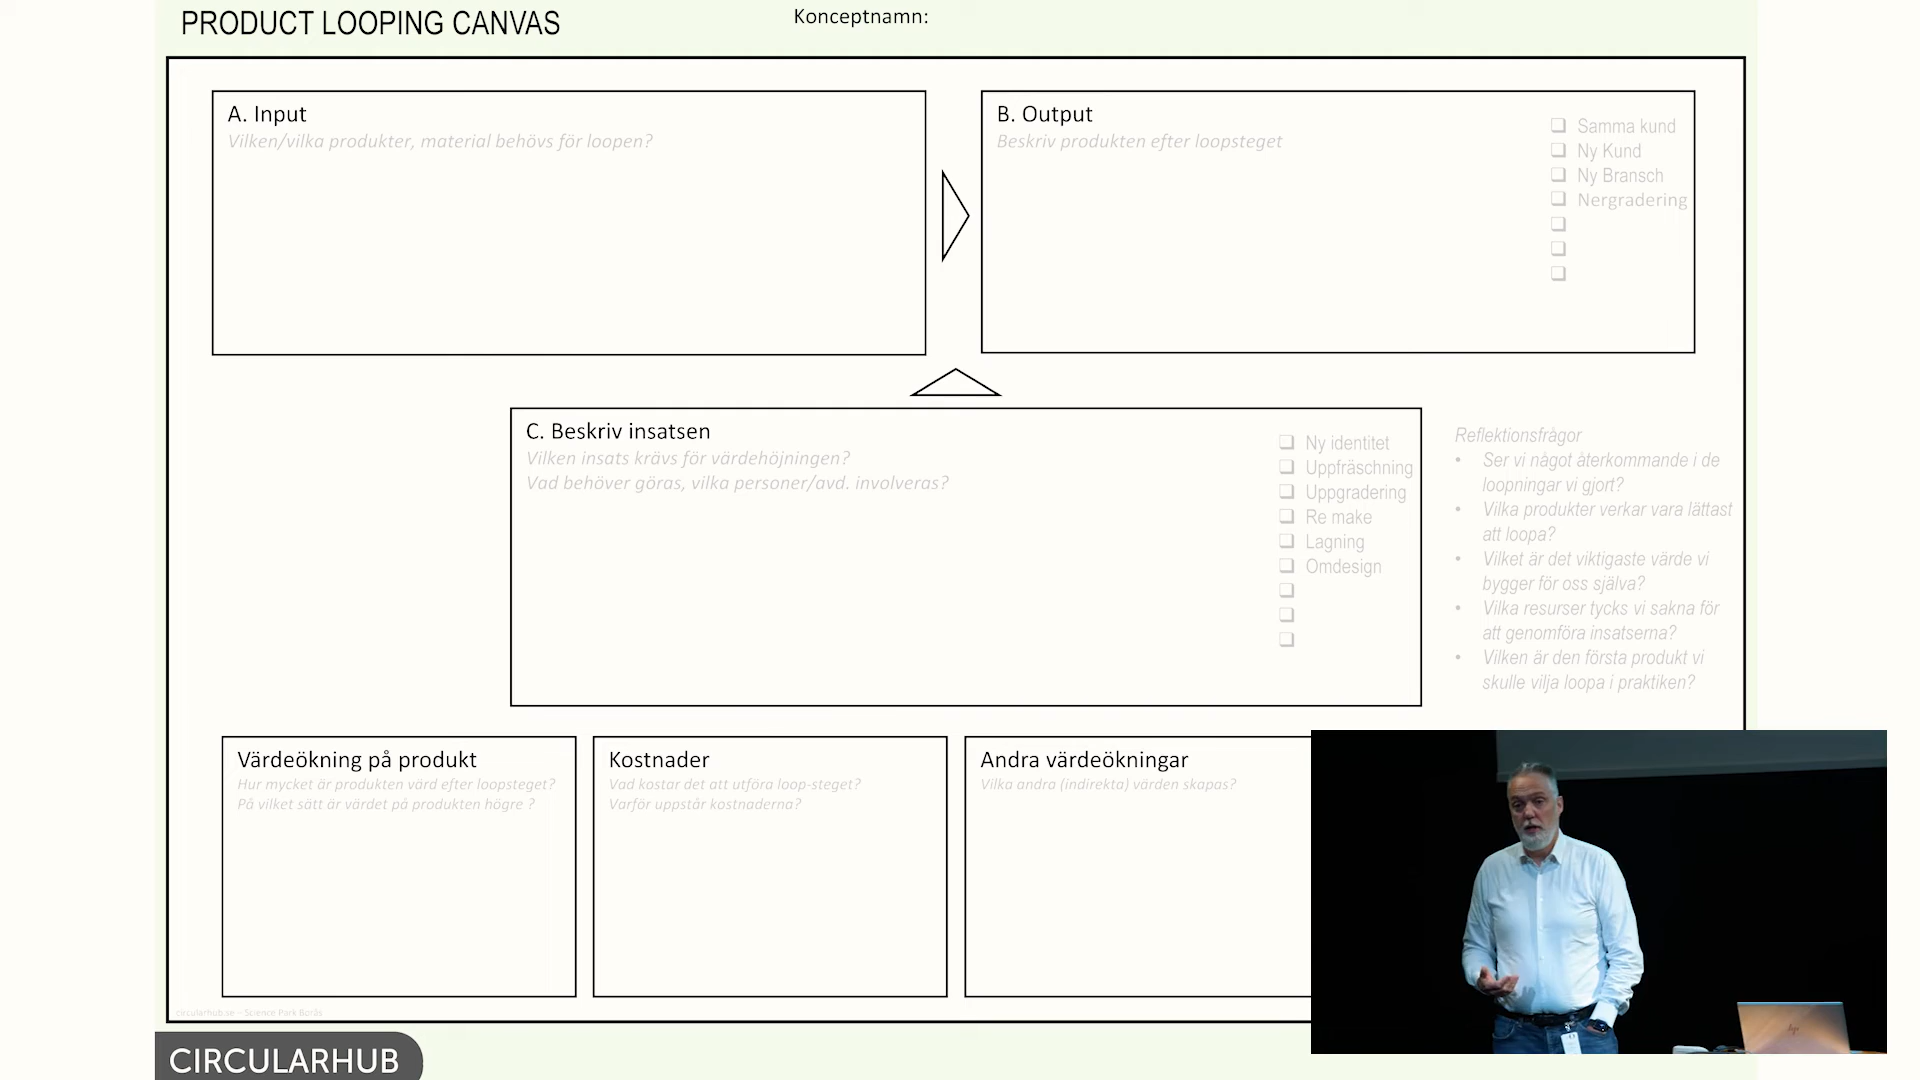 PRODUCT LOOPING CANVAS
Konceptnamn:
A. Input
Vilken/vilka produkter, material behövs för loopen?
B. Output
Beskriv produkten efter loopsteget
Samma kund
Ny Kund
Ny Bransch
Nergradering
C. Beskriv insatsen
Vilken insats krävs för värdehöjningen?
Vad behöver göras, vilka personer/avd. involveras?
Ny identitet
Uppfräschning
Uppgradering
Re make
Lagning
Omdesign
Reflektionsfrågor
• Ser vi något återkommande i de
loopningar vi gjort?
• Vilka produkter verkar vara lättast
att loopa?
• Vilket är det viktigaste värde vi
bygger för oss själva?
• Vilka resurser tycks vi sakna för
att genomföra insatserna?
• Vilken är den första produkt vi
skulle vilja loopa i praktiken?
Värdeökning på produkt
Hur mycket är produkten värd efter loopsteget?
På vilket sätt är värdet på produkten högre ?
Kostnader
Vad kostar det att utföra loop-steget?
Varför uppstår kostnaderna?
Andra värdeökningar
Vilka andra (indirekta) värden skapas?
circularhub.se – Science Park Borås
CIRCULARHUB
hp